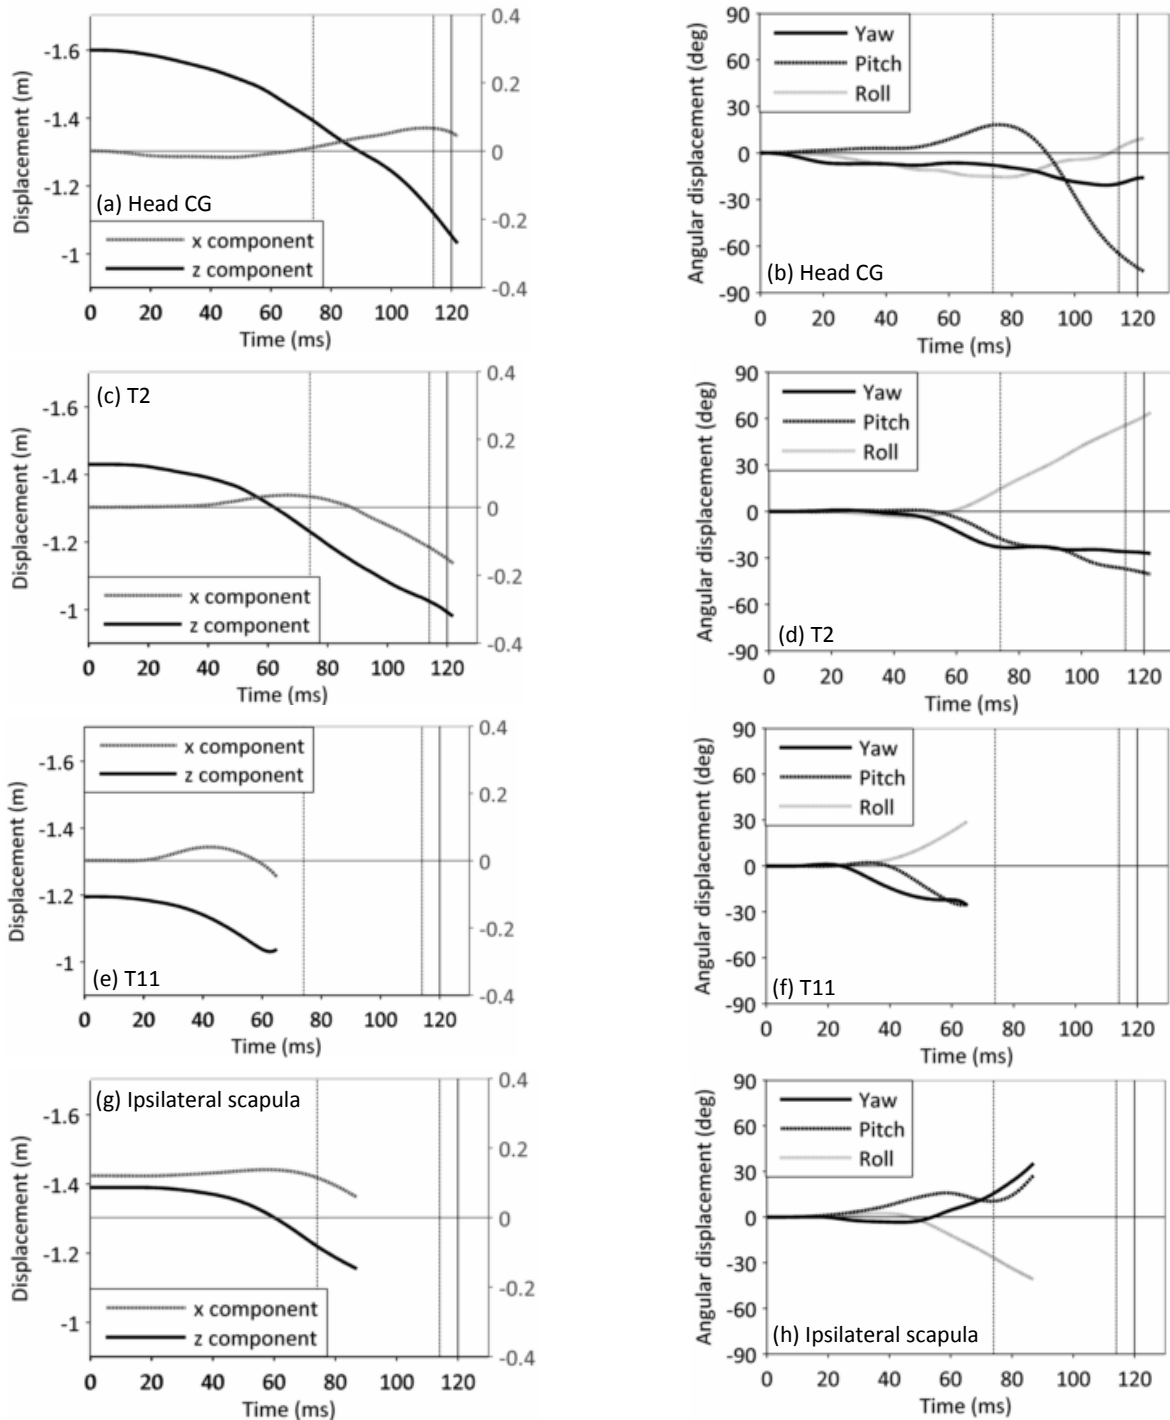 Displacement (m)
-1.6
-1.4
-1.2
-1
0.4
0.2
0
-0.2
-0.4
(a) Head CG
x component
z component
0 20 40 60 80 100 120
Time (ms)
Angular displacement (deg)
90
60
30
0
-30
-60
-90
Yaw
Pitch
Roll
(b) Head CG
0 20 40 60 80 100 120
Time (ms)
Displacement (m)
-1.6
-1.4
-1.2
-1
0.4
0.2
0
-0.2
-0.4
(c) T2
x component
z component
0 20 40 60 80 100 120
Time (ms)
Angular displacement (deg)
90
60
30
0
-30
-60
-90
Yaw
Pitch
Roll
(d) T2
0 20 40 60 80 100 120
Time (ms)
Displacement (m)
-1.6
-1.4
-1.2
-1
0.4
0.2
0
-0.2
-0.4
x component
z component
(e) T11
0 20 40 60 80 100 120
Time (ms)
Angular displacement (deg)
90
60
30
0
-30
-60
-90
Yaw
Pitch
Roll
(f) T11
0 20 40 60 80 100 120
Time (ms)
Displacement (m)
-1.6
-1.4
-1.2
-1
0.4
0.2
0
-0.2
-0.4
(g) Ipsilateral scapula
x component
z component
0 20 40 60 80 100 120
Time (ms)
Angular displacement (deg)
90
60
30
0
-30
-60
-90
Yaw
Pitch
Roll
(h) Ipsilateral scapula
0 20 40 60 80 100 120
Time (ms)